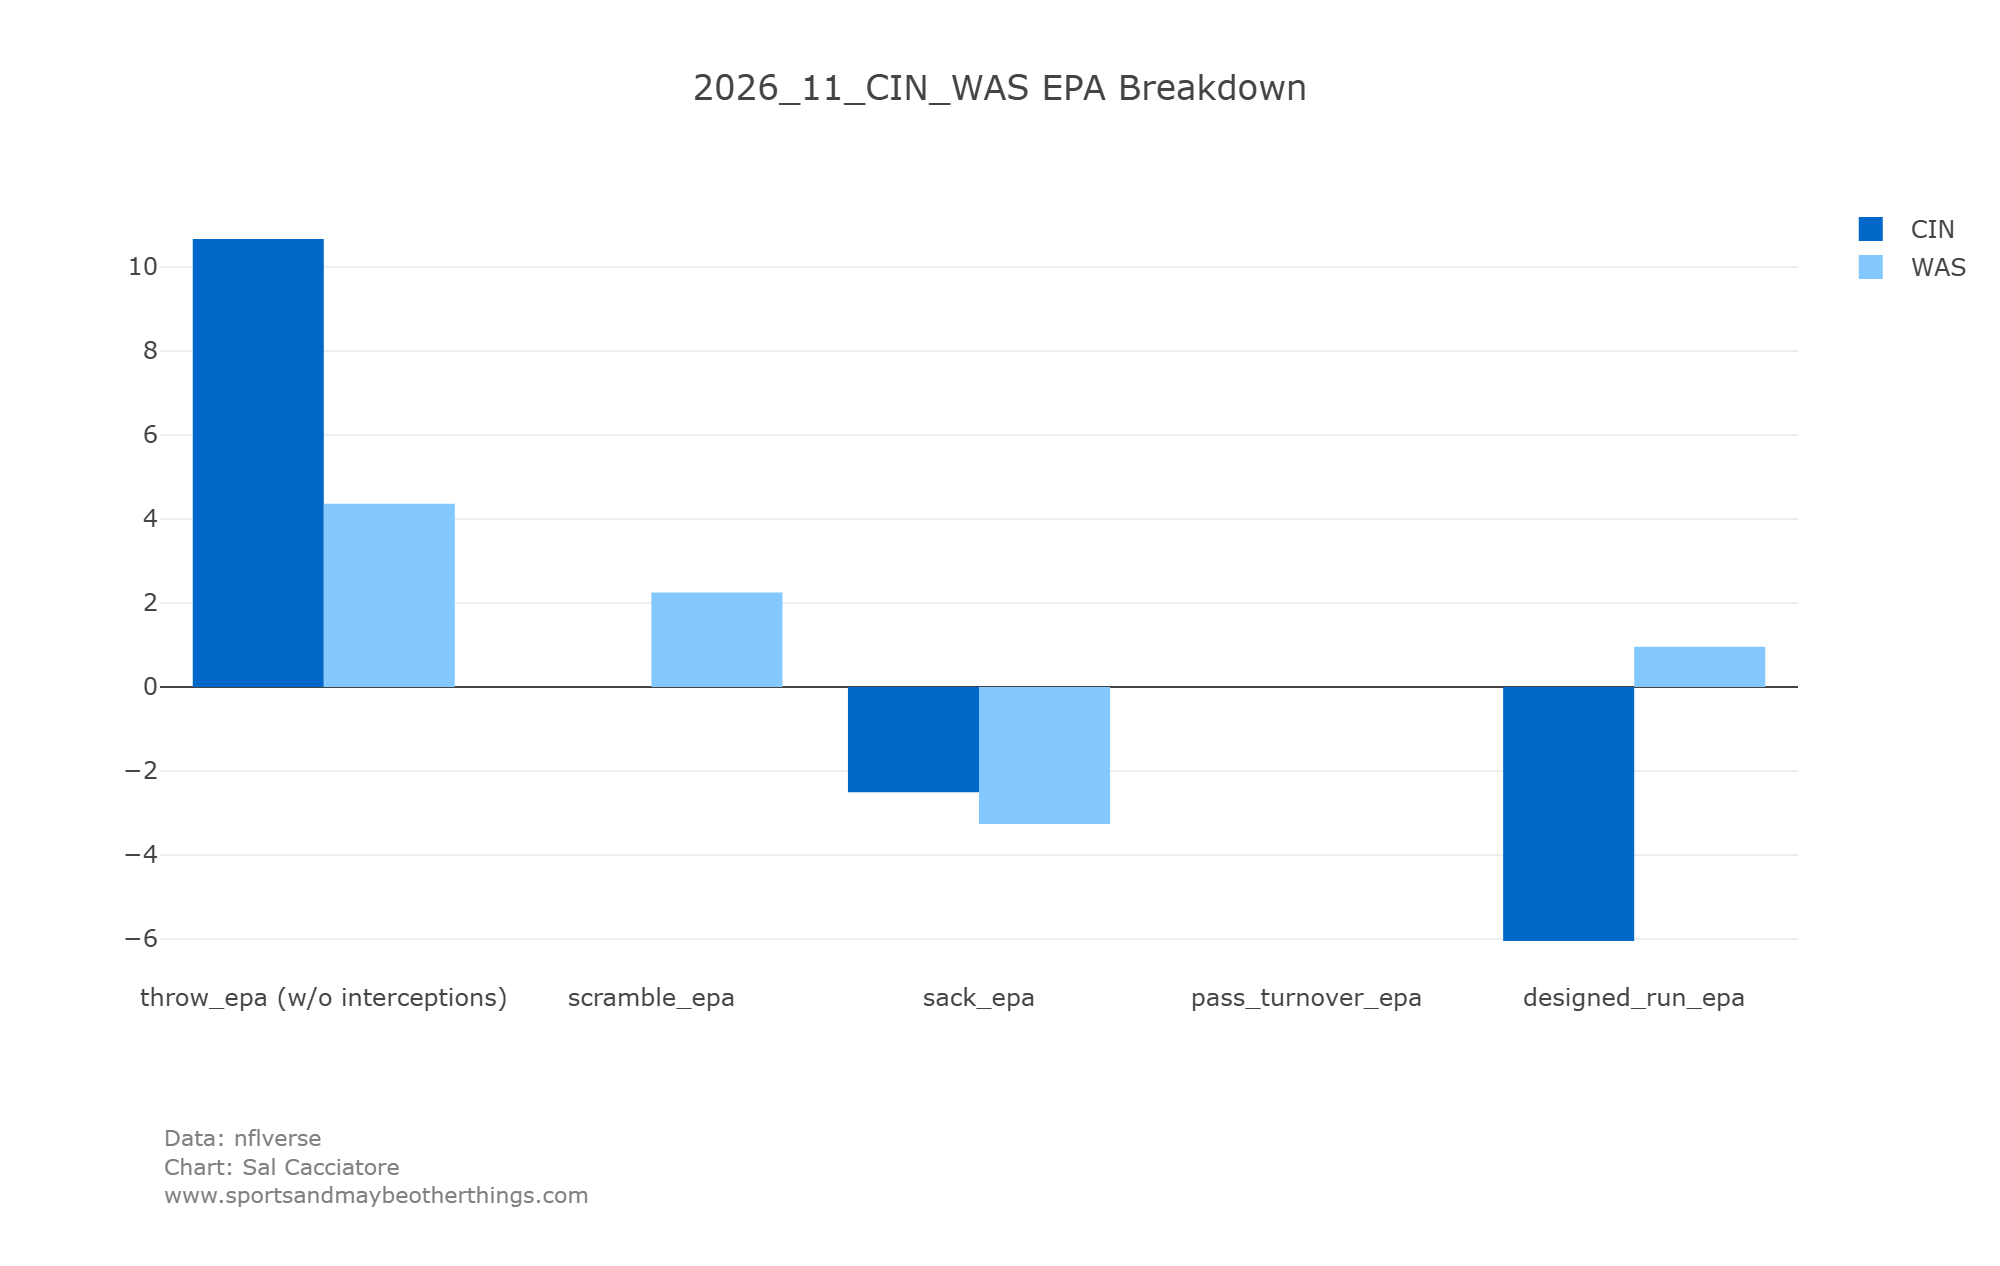 2026_11_CIN_WAS EPA Breakdown
CIN
WAS
10
8
6
4
2
0
−2
−4
−6
throw_epa (w/o interceptions)
scramble_epa
sack_epa
pass_turnover_epa
designed_run_epa
Data: nflverse
Chart: Sal Cacciatore
www.sportsandmaybeotherthings.com